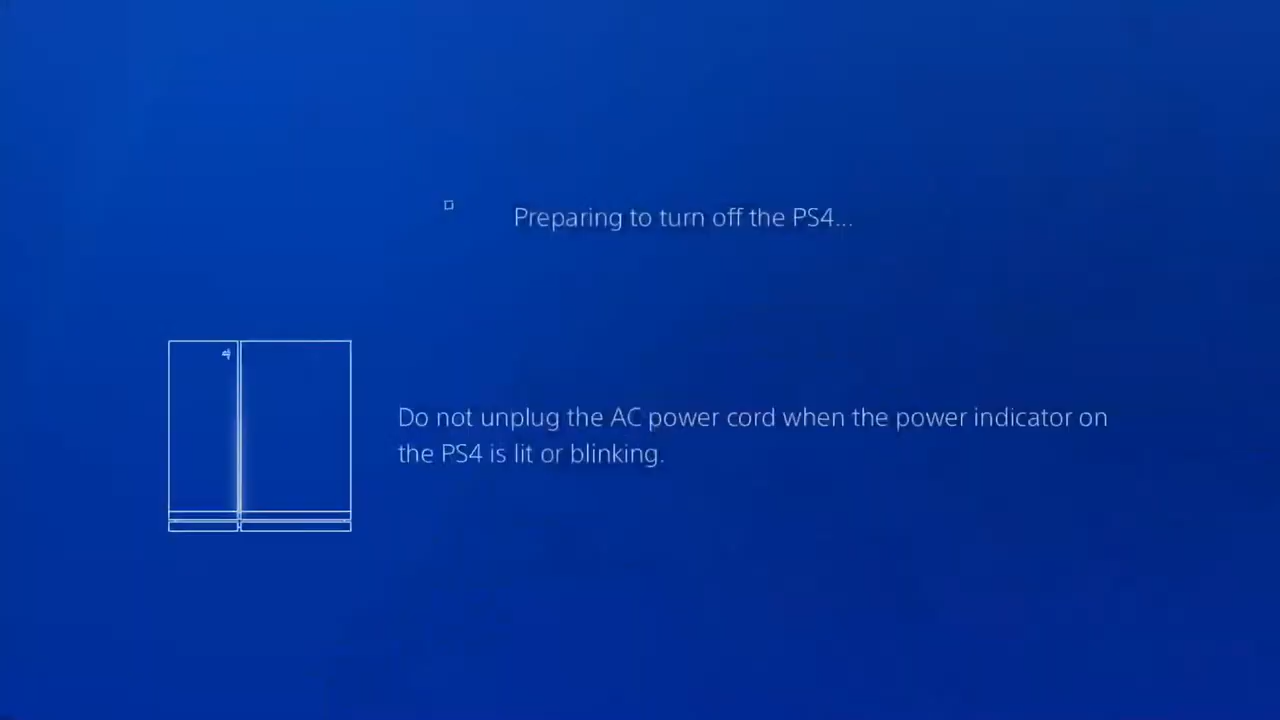 Preparing to turn off the PS4...
Do not unplug the AC power cord when the power indicator on
the PS4 is lit or blinking.